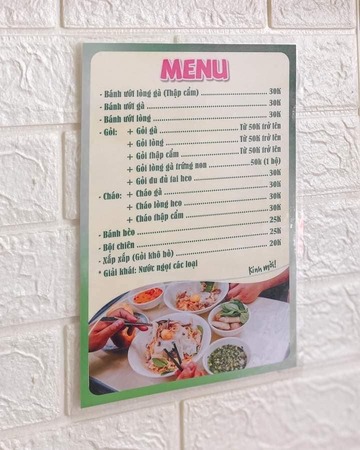 MENU
- Bánh ướt lòng gà (Thập cẩm) 30K
- Bánh ướt gà 30K
- Bánh ướt lòng 30K
- Gỏi: + Gỏi gà Từ 50K trở lên
+ Gỏi lòng Từ 50K trở lên
+ Gỏi thập cẩm Từ 50K trở lên
+ Gỏi lòng gà trứng non 50k (1 bộ)
+ Gỏi đu đủ tai heo 30K
- Cháo: + Cháo gà 30K
+ Cháo lòng heo 30K
+ Cháo thập cẩm 30K
- Bánh bèo 25K
- Bột chiên 25K
- Xắp xắp (Gỏi khô bò) 20K
* Giải khát: Nước ngọt các loại
Kính mời!